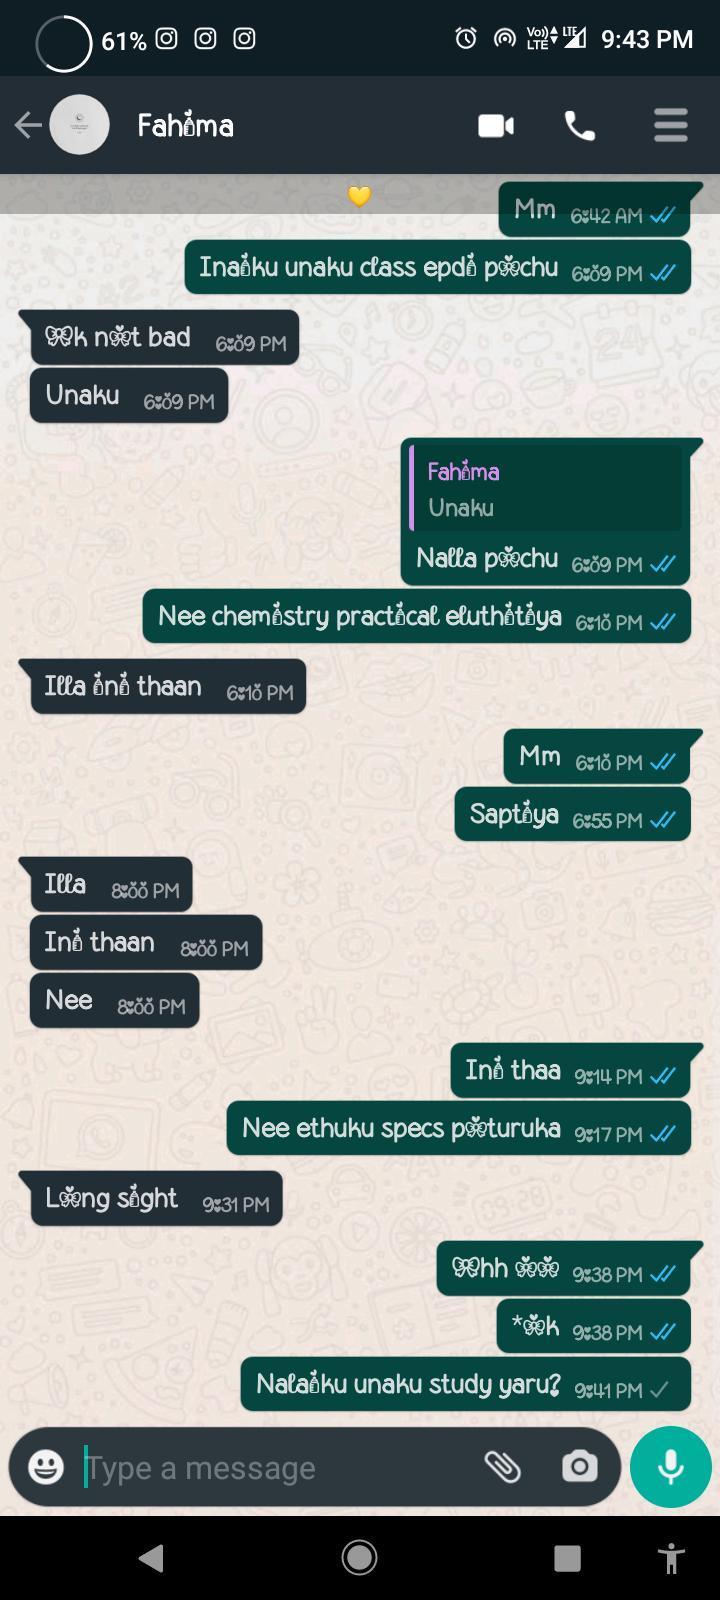 61% 9:43 PM
Vo)) LTE LTE
Fahima
Mm 6:42 AM
Inaiku unaku class epdi pochu 6:09 PM
Ok not bad 6:09 PM
Unaku 6:09 PM
Fahima
Unaku
Nalla pochu 6:09 PM
Nee chemistry practical eluthitiya 6:10 PM
Illa ini thaan 6:10 PM
Mm 6:10 PM
Saptiya 6:55 PM
Illa 8:00 PM
Ini thaan 8:00 PM
Nee 8:00 PM
Ini thaa 9:14 PM
Nee ethuku specs poturuka 9:17 PM
Long sight 9:31 PM
Ohh oo 9:38 PM
*ok 9:38 PM
Nalaiku unaku study yaru? 9:41 PM
Type a message